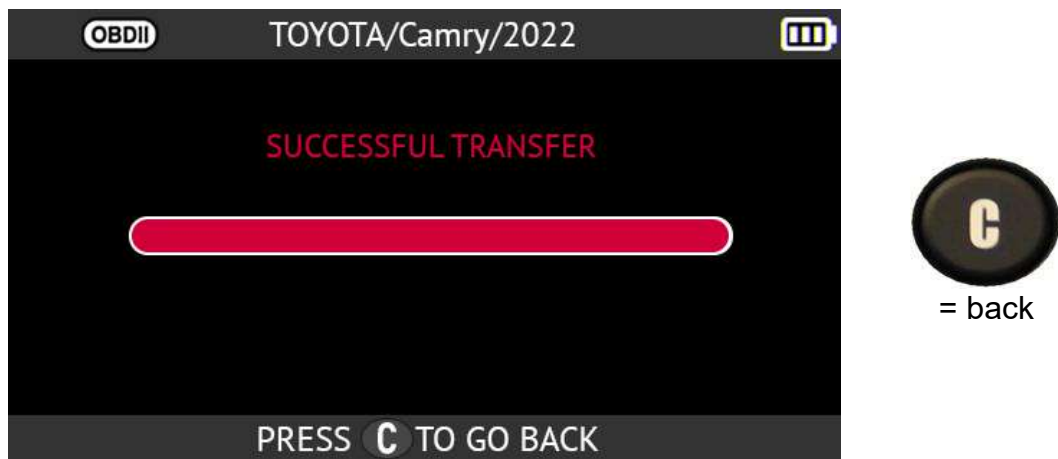 OBDII TOYOTA/Camry/2022
SUCCESSFUL TRANSFER
C
= back
PRESS C TO GO BACK